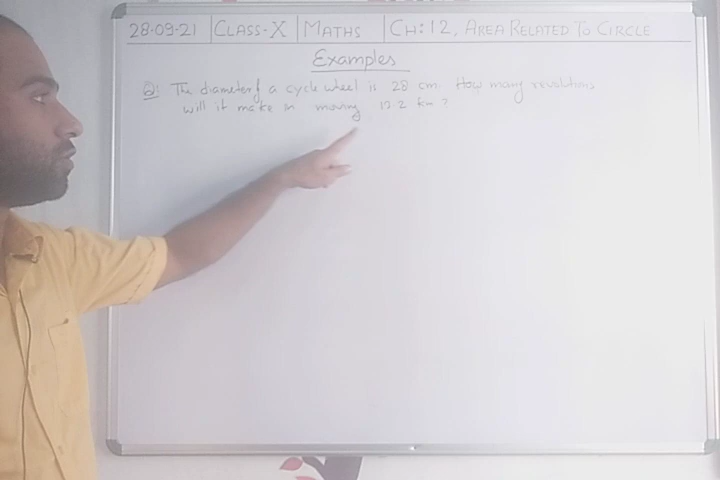 28·09·21 CLASS-X MATHS CH:12, AREA RELATED TO CIRCLE
Examples
Q: The diameter of a cycle wheel is 28 cm. How many revolutions
will it make in moving 13.2 km?